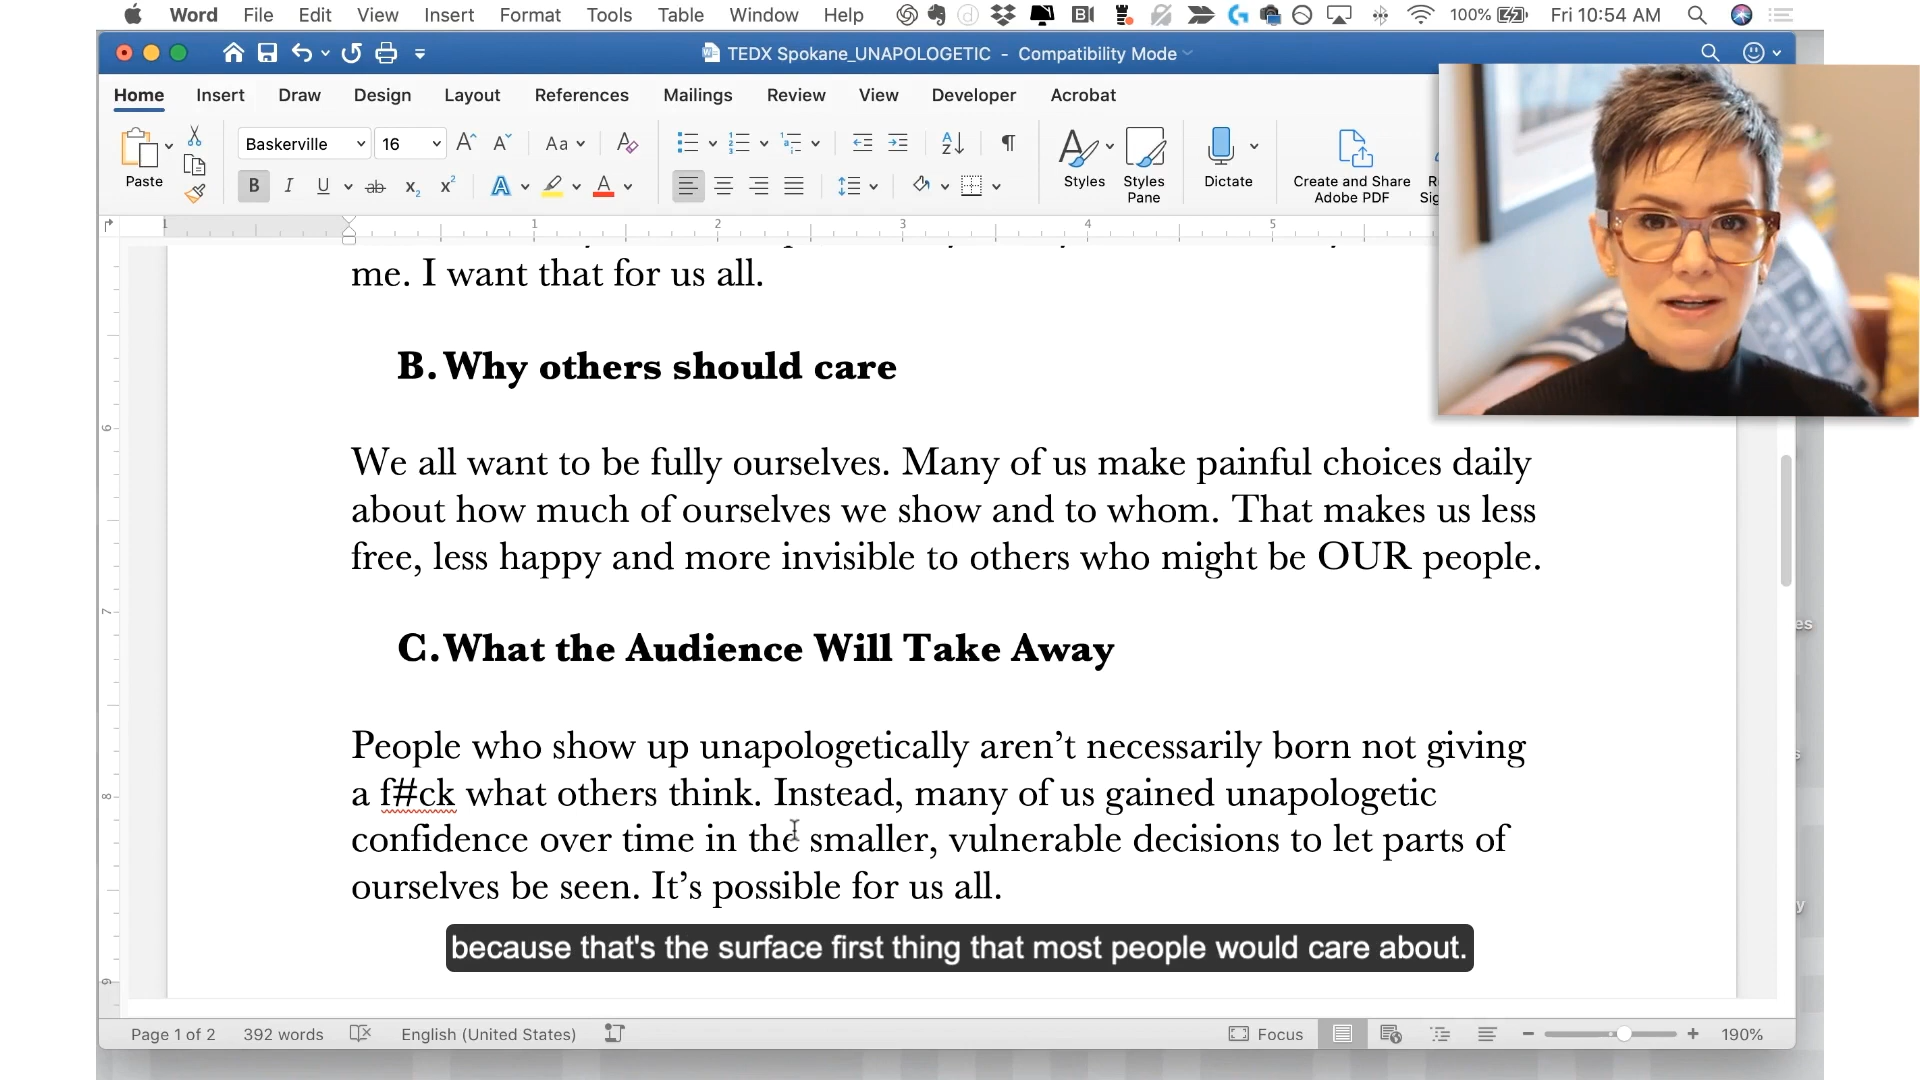 Word File Edit View Insert Format Tools Table Window Help 100% Fri 10:54 AM
TEDX Spokane_UNAPOLOGETIC - Compatibility Mode
Home Insert Draw Design Layout References Mailings Review View Developer Acrobat
Baskerville 16 Aa
Paste Styles Styles Pane Dictate Create and Share Adobe PDF
1 1 2 3 4 5
me. I want that for us all.
B. Why others should care
We all want to be fully ourselves. Many of us make painful choices daily
about how much of ourselves we show and to whom. That makes us less
free, less happy and more invisible to others who might be OUR people.
C. What the Audience Will Take Away
People who show up unapologetically aren’t necessarily born not giving
a f#ck what others think. Instead, many of us gained unapologetic
confidence over time in the smaller, vulnerable decisions to let parts of
ourselves be seen. It’s possible for us all.
because that's the surface first thing that most people would care about.
Page 1 of 2 392 words English (United States) Focus 190%